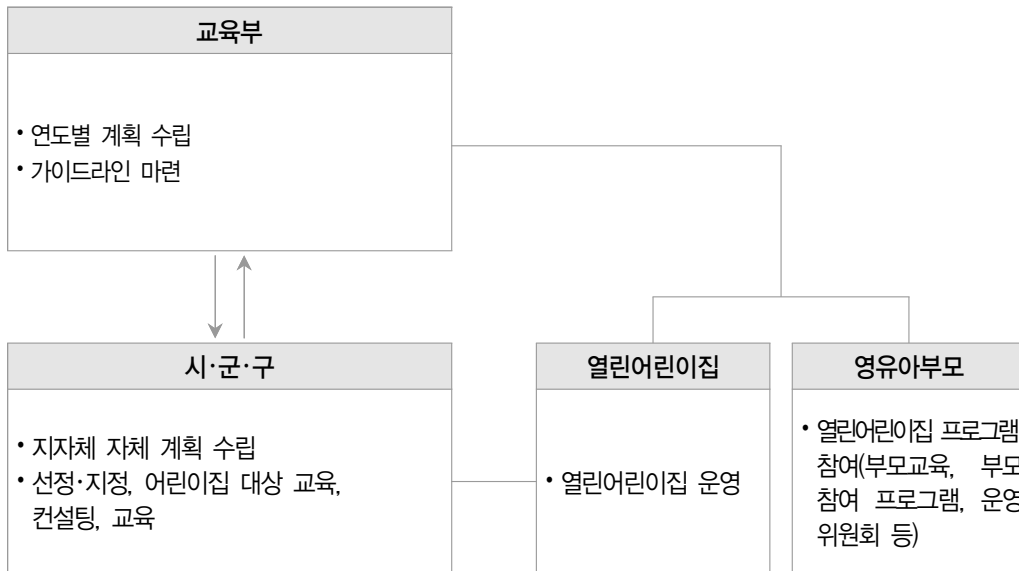 교육부
• 연도별 계획 수립
• 가이드라인 마련
시·군·구
• 지자체 자체 계획 수립
• 선정·지정, 어린이집 대상 교육,
컨설팅, 교육
열린어린이집
• 열린어린이집 운영
영유아부모
• 열린어린이집 프로그램
참여(부모교육, 부모
참여 프로그램, 운영
위원회 등)